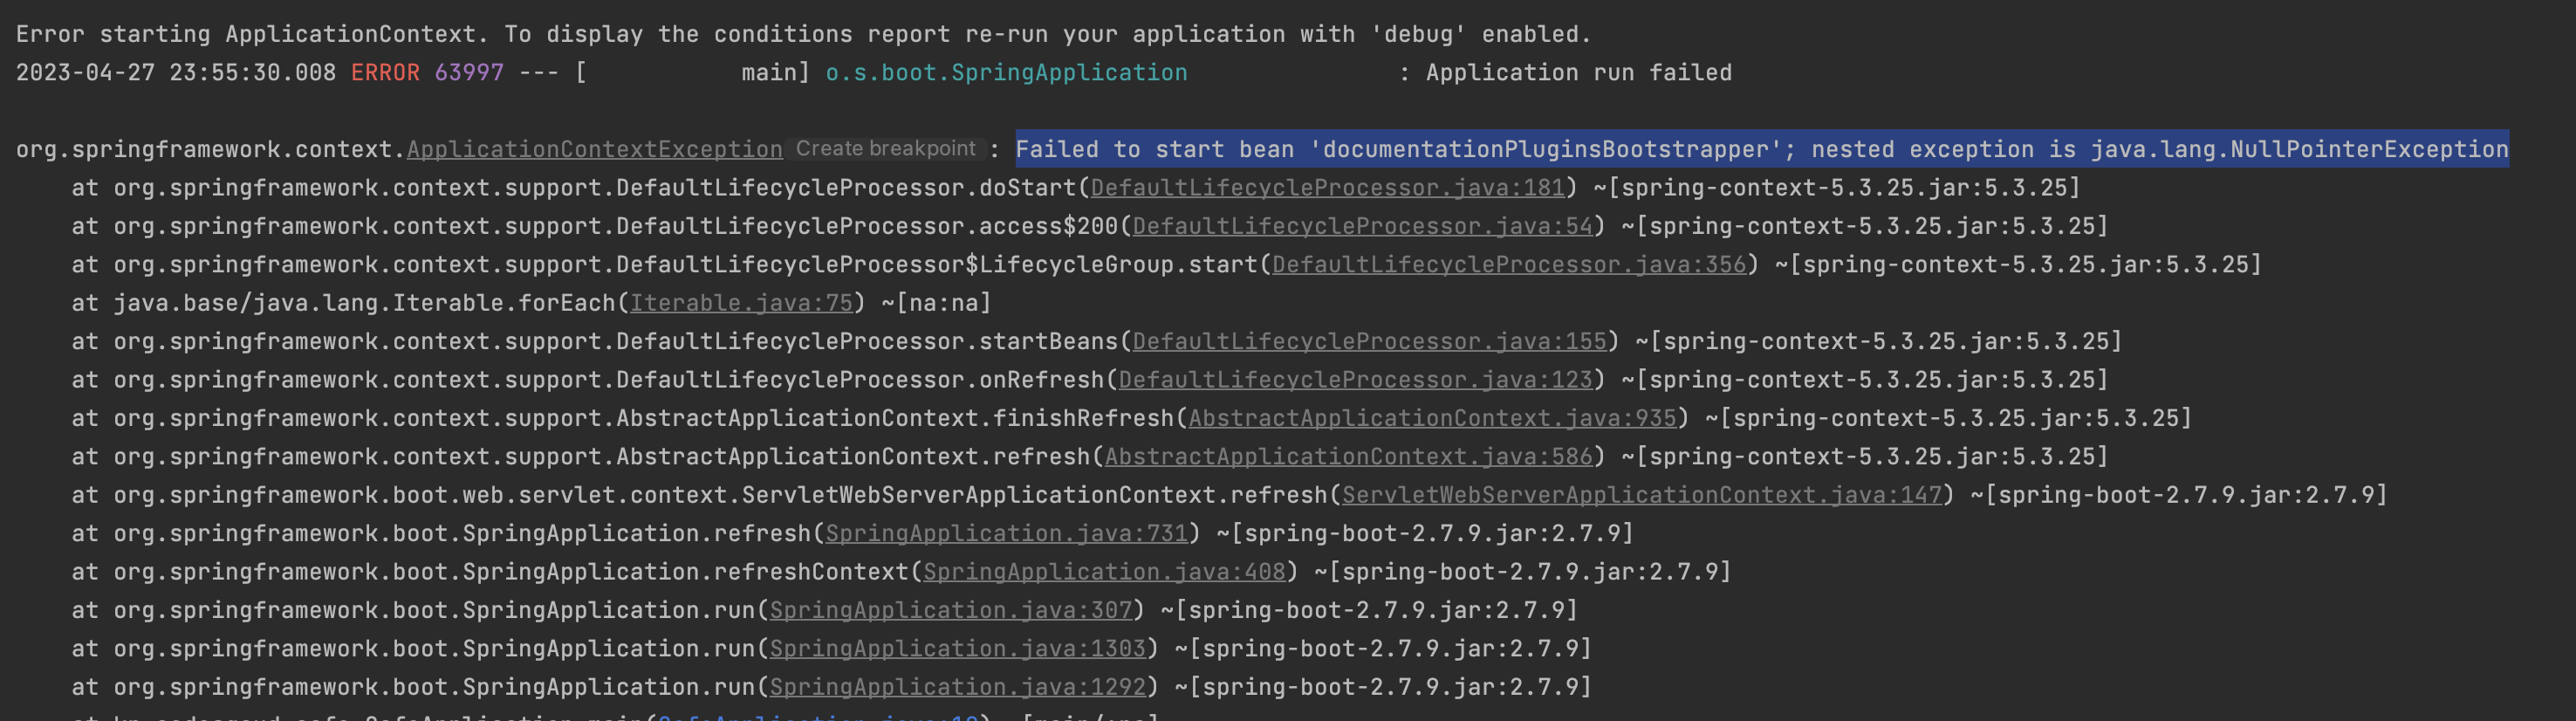 Error starting ApplicationContext. To display the conditions report re-run your application with 'debug' enabled.
2023-04-27 23:55:30.008 ERROR 63997 --- [           main] o.s.boot.SpringApplication               : Application run failed
org.springframework.context.ApplicationContextException Create breakpoint : Failed to start bean 'documentationPluginsBootstrapper'; nested exception is java.lang.NullPointerException
    at org.springframework.context.support.DefaultLifecycleProcessor.doStart(DefaultLifecycleProcessor.java:181) ~[spring-context-5.3.25.jar:5.3.25]
    at org.springframework.context.support.DefaultLifecycleProcessor.access$200(DefaultLifecycleProcessor.java:54) ~[spring-context-5.3.25.jar:5.3.25]
    at org.springframework.context.support.DefaultLifecycleProcessor$LifecycleGroup.start(DefaultLifecycleProcessor.java:356) ~[spring-context-5.3.25.jar:5.3.25]
    at java.base/java.lang.Iterable.forEach(Iterable.java:75) ~[na:na]
    at org.springframework.context.support.DefaultLifecycleProcessor.startBeans(DefaultLifecycleProcessor.java:155) ~[spring-context-5.3.25.jar:5.3.25]
    at org.springframework.context.support.DefaultLifecycleProcessor.onRefresh(DefaultLifecycleProcessor.java:123) ~[spring-context-5.3.25.jar:5.3.25]
    at org.springframework.context.support.AbstractApplicationContext.finishRefresh(AbstractApplicationContext.java:935) ~[spring-context-5.3.25.jar:5.3.25]
    at org.springframework.context.support.AbstractApplicationContext.refresh(AbstractApplicationContext.java:586) ~[spring-context-5.3.25.jar:5.3.25]
    at org.springframework.boot.web.servlet.context.ServletWebServerApplicationContext.refresh(ServletWebServerApplicationContext.java:147) ~[spring-boot-2.7.9.jar:2.7.9]
    at org.springframework.boot.SpringApplication.refresh(SpringApplication.java:731) ~[spring-boot-2.7.9.jar:2.7.9]
    at org.springframework.boot.SpringApplication.refreshContext(SpringApplication.java:408) ~[spring-boot-2.7.9.jar:2.7.9]
    at org.springframework.boot.SpringApplication.run(SpringApplication.java:307) ~[spring-boot-2.7.9.jar:2.7.9]
    at org.springframework.boot.SpringApplication.run(SpringApplication.java:1303) ~[spring-boot-2.7.9.jar:2.7.9]
    at org.springframework.boot.SpringApplication.run(SpringApplication.java:1292) ~[spring-boot-2.7.9.jar:2.7.9]